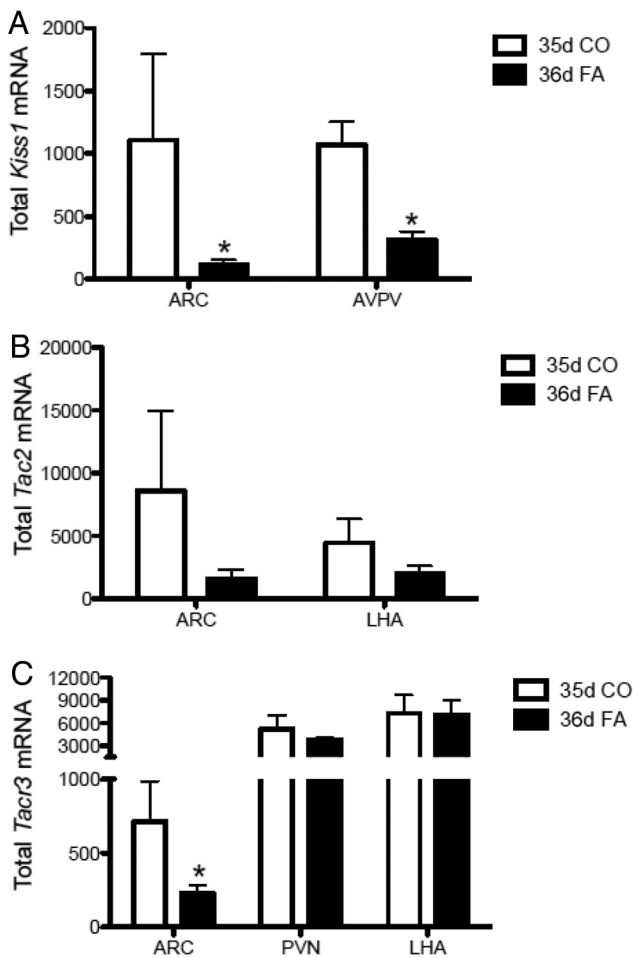 A
Total Kiss1 mRNA
2000
1500
1000
500
0
*
*
ARC AVPV
35d CO
36d FA
B
Total Tac2 mRNA
20000
15000
10000
5000
0
ARC LHA
35d CO
36d FA
C
Total Tacr3 mRNA
12000
9000
6000
3000
1000
500
0
*
ARC PVN LHA
35d CO
36d FA